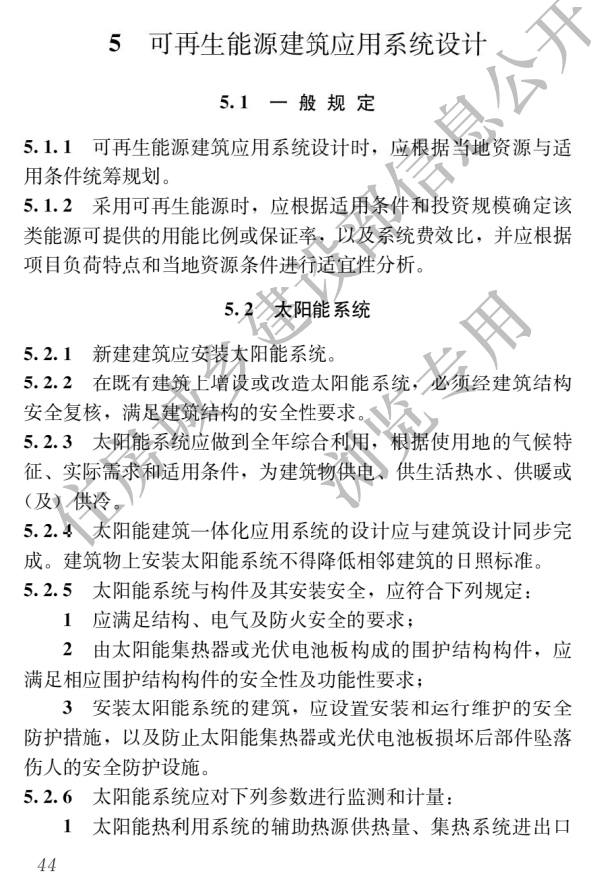 5 可再生能源建筑应用系统设计
5.1 一般规定
5.1.1 可再生能源建筑应用系统设计时，应根据当地资源与适
用条件统筹规划。
5.1.2 采用可再生能源时，应根据适用条件和投资规模确定该
类能源可提供的用能比例或保证率，以及系统费效比，并应根据
项目负荷特点和当地资源条件进行适宜性分析。
5.2 太阳能系统
5.2.1 新建建筑应安装太阳能系统。
5.2.2 在既有建筑上增设或改造太阳能系统，必须经建筑结构
安全复核，满足建筑结构的安全性要求。
5.2.3 太阳能系统应做到全年综合利用，根据使用地的气候特
征、实际需求和适用条件，为建筑物供电、供生活热水、供暖或
（及）供冷。
5.2.4 太阳能建筑一体化应用系统的设计应与建筑设计同步完
成。建筑物上安装太阳能系统不得降低相邻建筑的日照标准。
5.2.5 太阳能系统与构件及其安装安全，应符合下列规定：
1 应满足结构、电气及防火安全的要求；
2 由太阳能集热器或光伏电池板构成的围护结构构件，应
满足相应围护结构构件的安全性及功能性要求；
3 安装太阳能系统的建筑，应设置安装和运行维护的安全
防护措施，以及防止太阳能集热器或光伏电池板损坏后部件坠落
伤人的安全防护设施。
5.2.6 太阳能系统应对下列参数进行监测和计量：
1 太阳能热利用系统的辅助热源供热量、集热系统进出口
44
住房城乡建设部信息公开
浏览专用